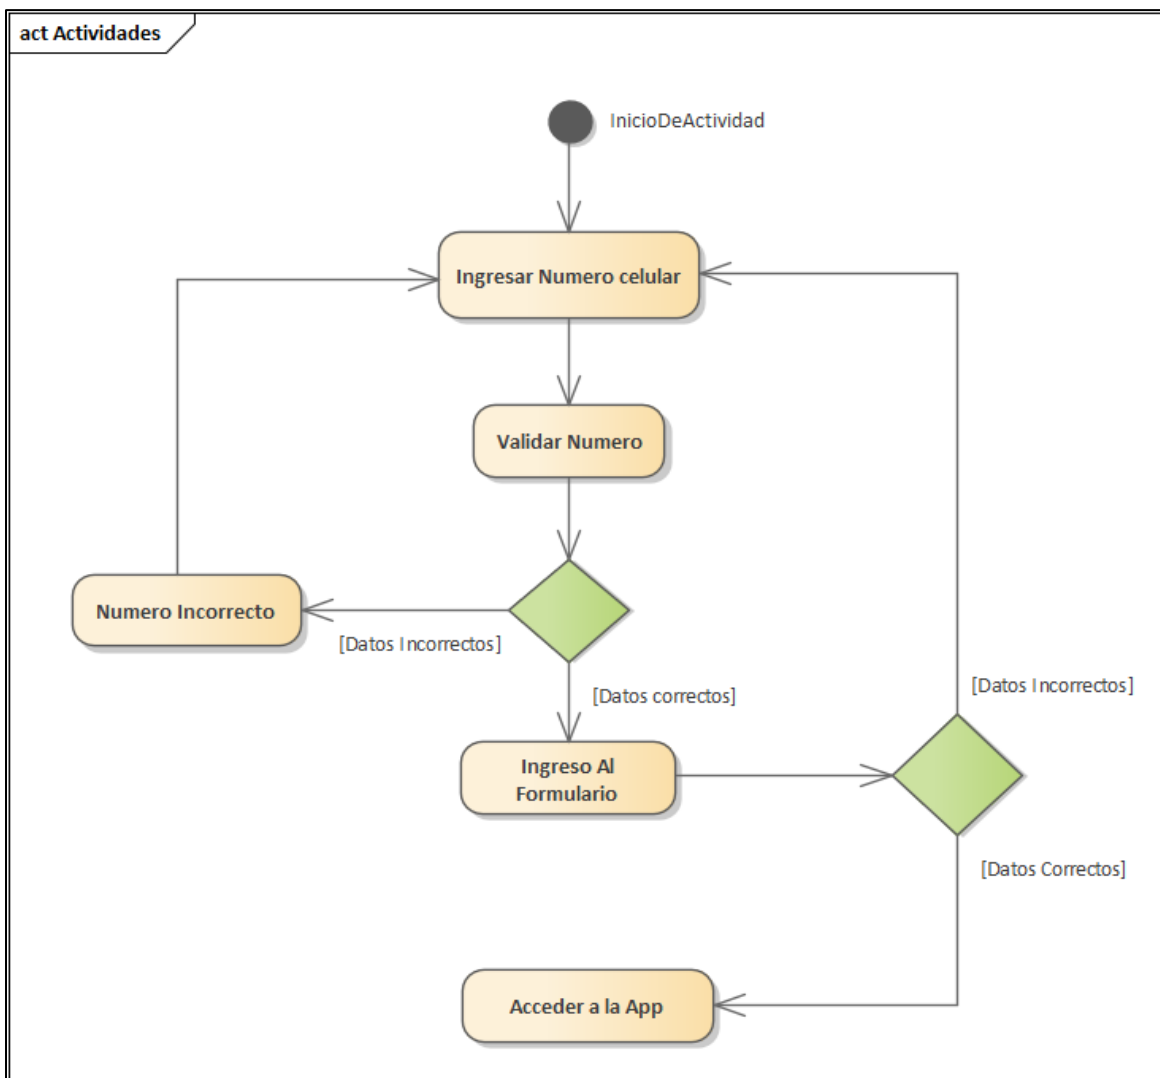 act Actividades
InicioDeActividad
Ingresar Numero celular
Validar Numero
Numero Incorrecto
[Datos Incorrectos]
[Datos correctos]
[Datos Incorrectos]
Ingreso Al
Formulario
[Datos Correctos]
Acceder a la App